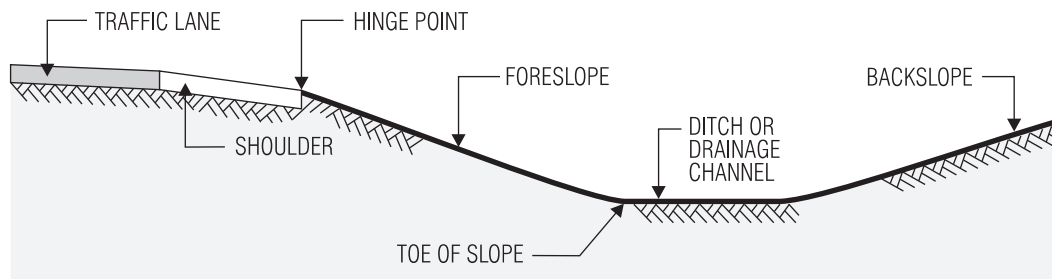 TRAFFIC LANE
HINGE POINT
FORESLOPE
BACKSLOPE
SHOULDER
DITCH OR
DRAINAGE
CHANNEL
TOE OF SLOPE